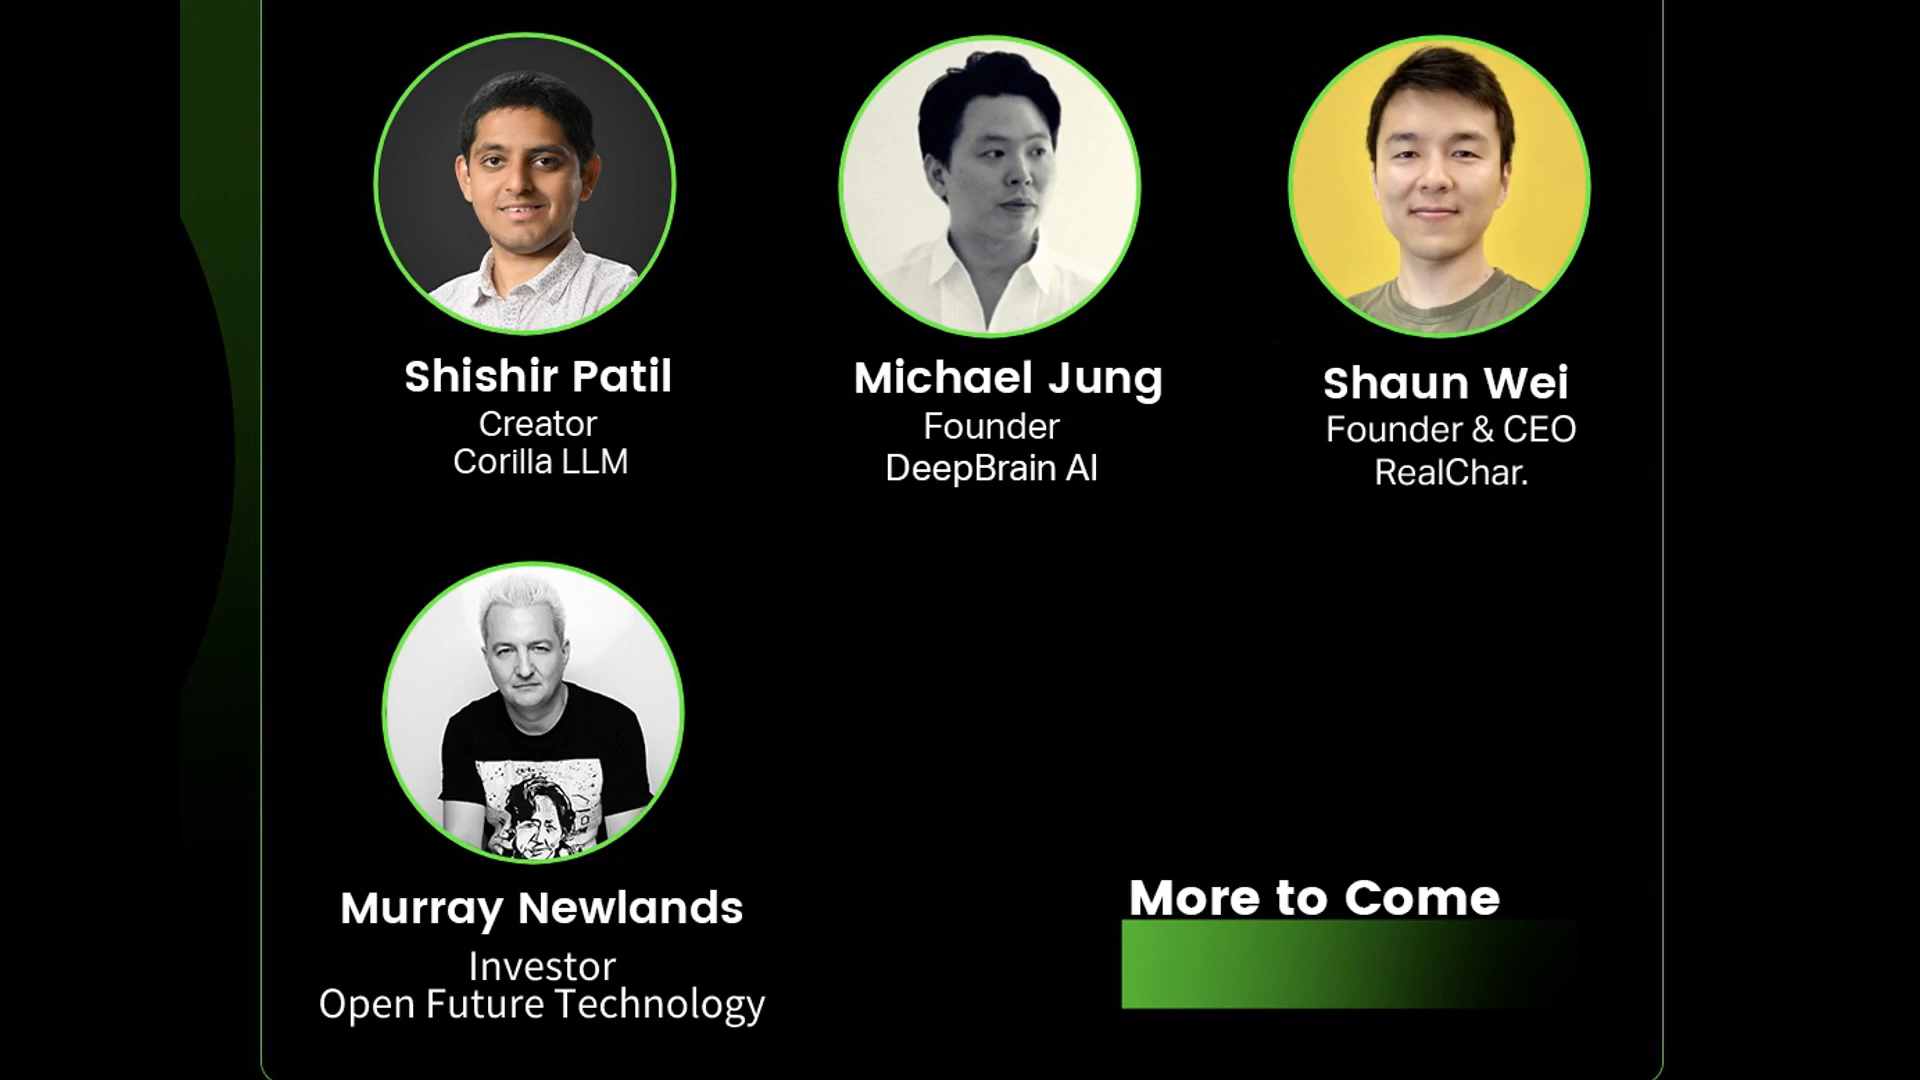 Shishir Patil
Creator
Corilla LLM
Michael Jung
Founder
DeepBrain AI
Shaun Wei
Founder & CEO
RealChar.
Murray Newlands
Investor
Open Future Technology
More to Come